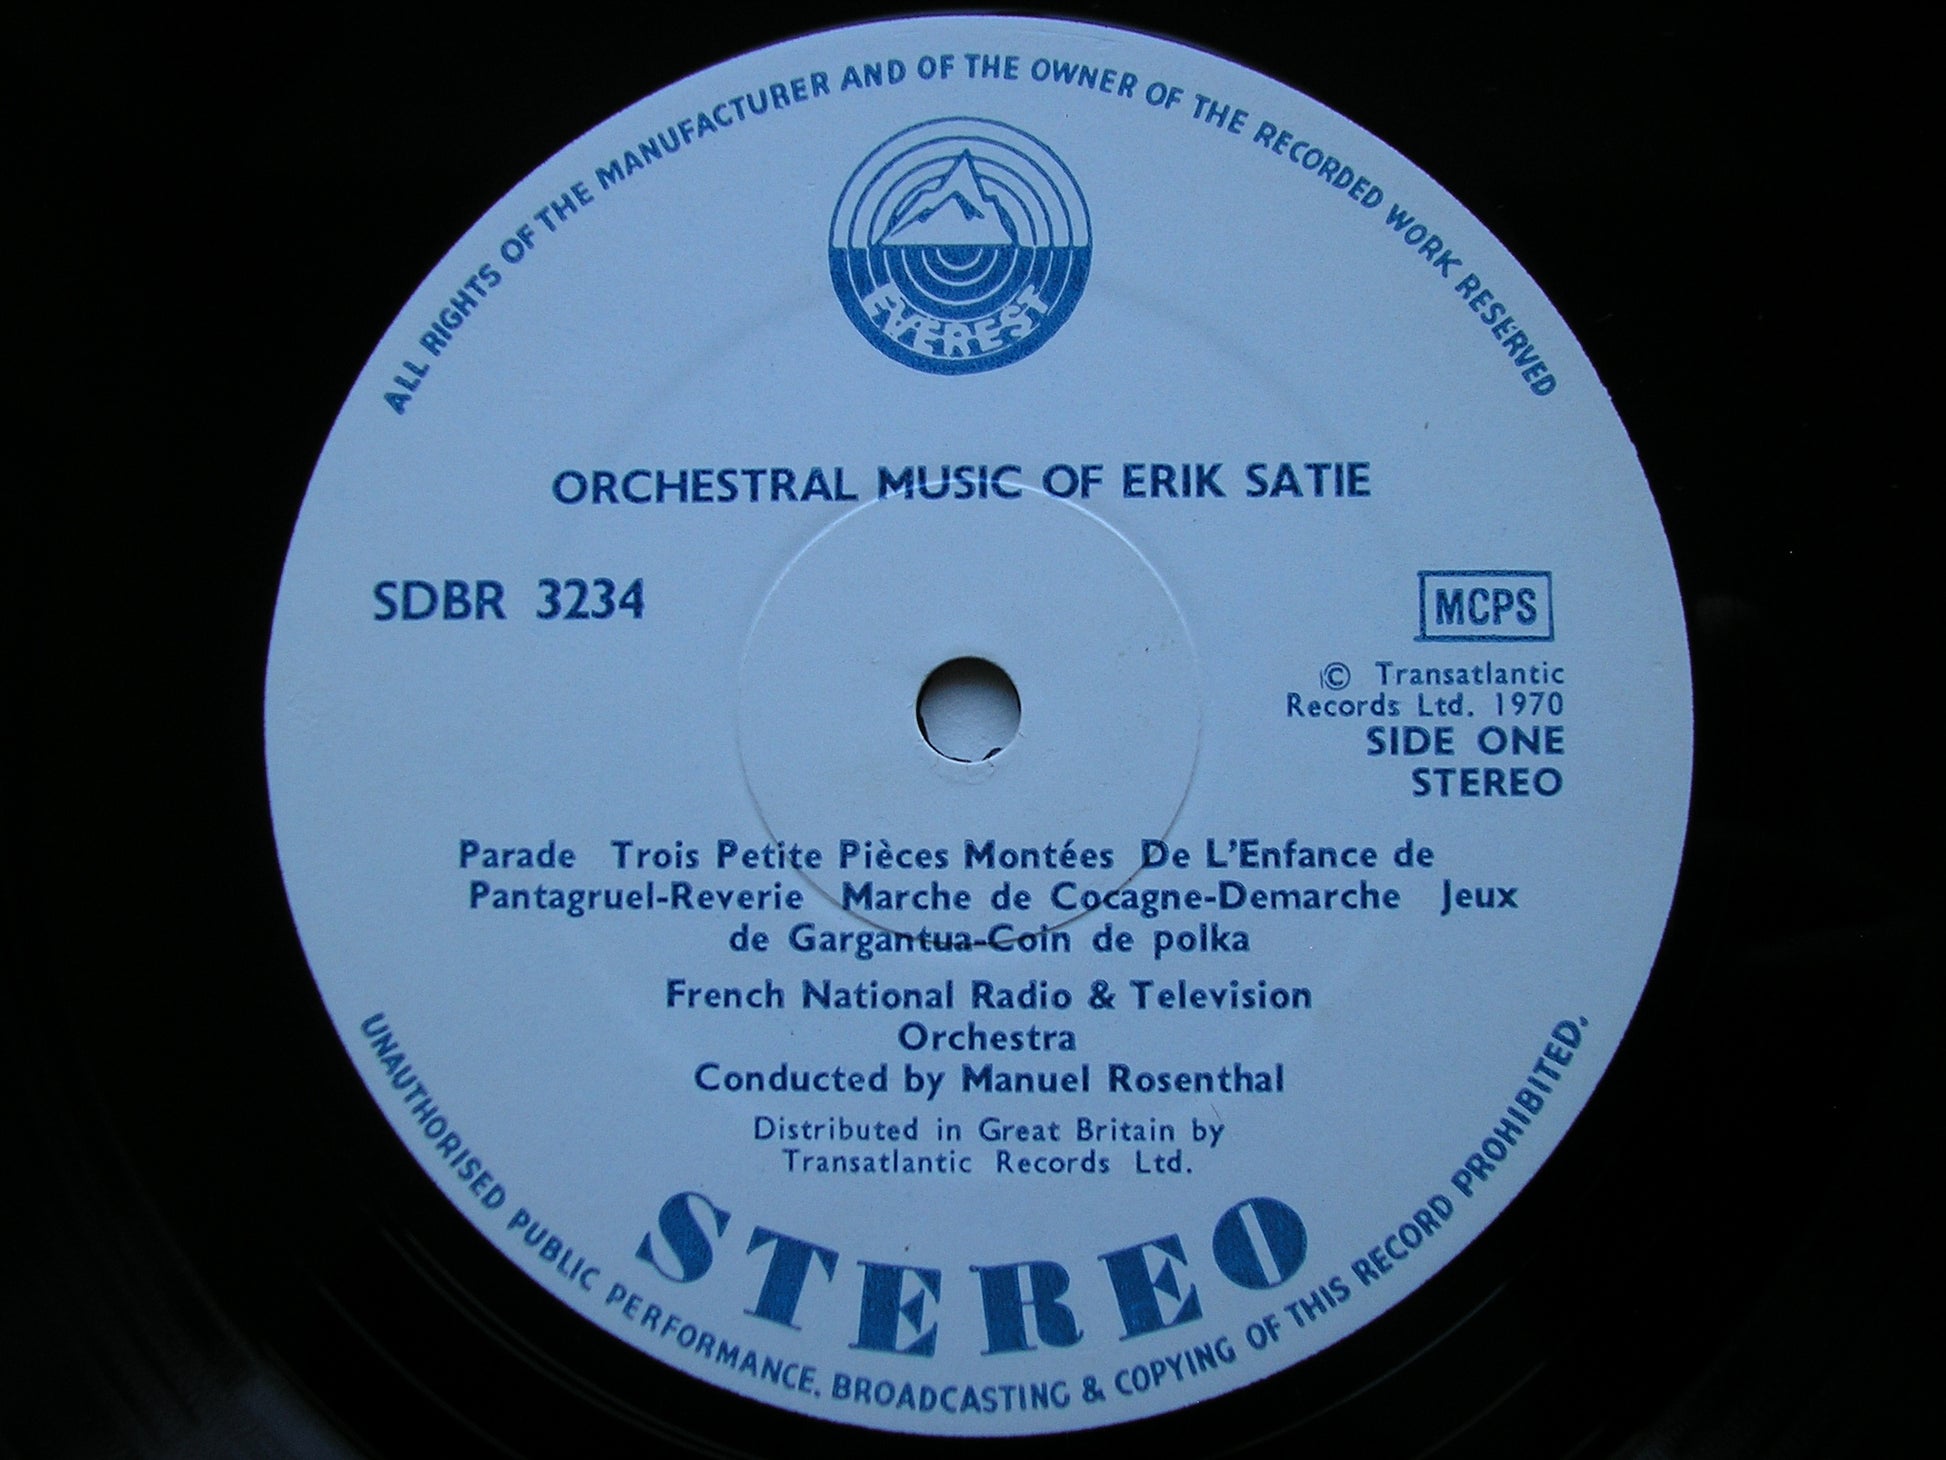 ALL RIGHTS OF THE MANUFACTURER AND OF THE OWNER OF THE RECORDED WORK RESERVED
EVEREST
ORCHESTRAL MUSIC OF ERIK SATIE
SDBR 3234
MCPS
© Transatlantic
Records Ltd. 1970
SIDE ONE
STEREO
Parade Trois Petite Pièces Montées De L'Enfance de
Pantagruel-Reverie Marche de Cocagne-Demarche Jeux
de Gargantua-Coin de polka
French National Radio & Television
Orchestra
Conducted by Manuel Rosenthal
Distributed in Great Britain by
Transatlantic Records Ltd.
STEREO
UNAUTHORISED PUBLIC PERFORMANCE. BROADCASTING & COPYING OF THIS RECORD PROHIBITED.